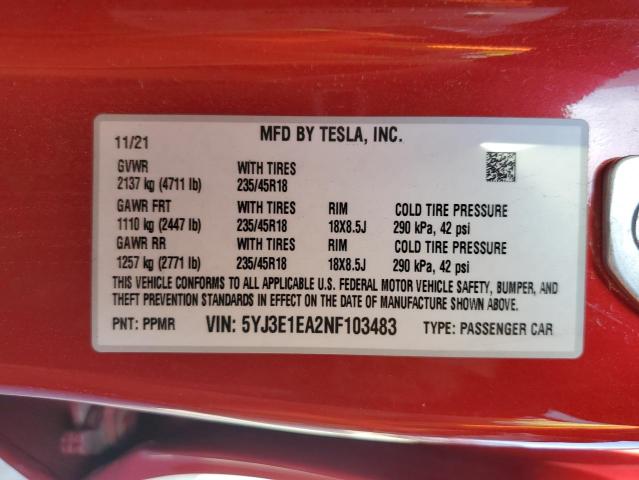 11/21 MFD BY TESLA, INC.
GVWR WITH TIRES
2137 kg (4711 lb) 235/45R18
GAWR FRT WITH TIRES RIM COLD TIRE PRESSURE
1110 kg (2447 lb) 235/45R18 18X8.5J 290 kPa, 42 psi
GAWR RR WITH TIRES RIM COLD TIRE PRESSURE
1257 kg (2771 lb) 235/45R18 18X8.5J 290 kPa, 42 psi
THIS VEHICLE CONFORMS TO ALL APPLICABLE U.S. FEDERAL MOTOR VEHICLE SAFETY, BUMPER, AND
THEFT PREVENTION STANDARDS IN EFFECT ON THE DATE OF MANUFACTURE SHOWN ABOVE.
PNT: PPMR VIN: 5YJ3E1EA2NF103483 TYPE: PASSENGER CAR